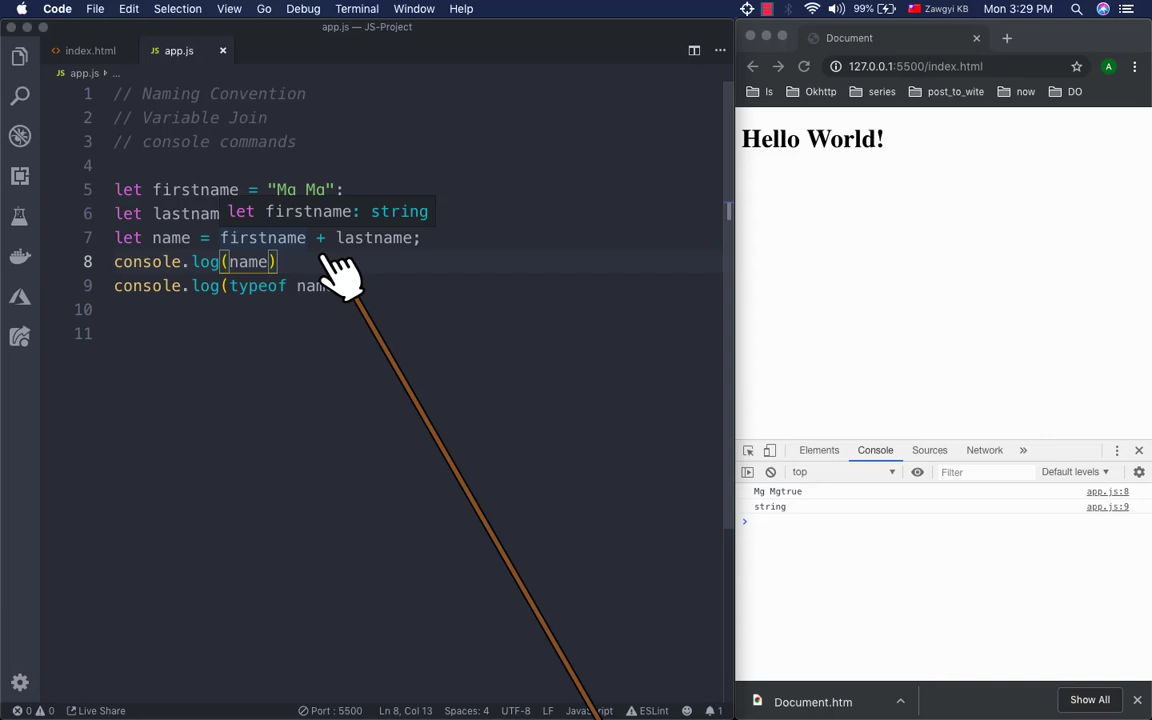 Code File Edit Selection View Go Debug Terminal Window Help
99% Zawgyi KB Mon 3:29 PM
app.js — JS-Project
index.html
JS app.js ×
JS app.js ▸ ...
1 // Naming Convention
2 // Variable Join
3 // console commands
4
5 let firstname = "Mg Mg";
6 let lastnam
let firstname: string
7 let name = firstname + lastname;
8 console.log(name)
9 console.log(typeof nam
10
11
0 0 Live Share
Port : 5500 Ln 8, Col 13 Spaces: 4 UTF-8 LF JavaScript ESLint 1
Document
127.0.0.1:5500/index.html
A
ls Okhttp series post_to_wite now DO
Hello World!
Elements Console Sources Network »
top Filter Default levels
Mg Mgtrue app.js:8
string app.js:9
Document.htm
Show All